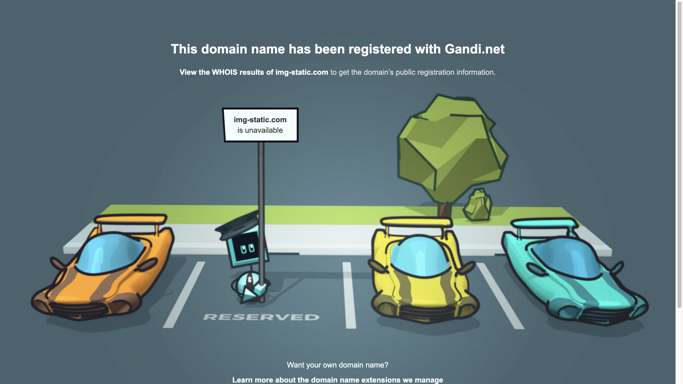 This domain name has been registered with Gandi.net
View the WHOIS results of img-static.com to get the domain's public registration information.
img-static.com
is unavailable
RESERVED
Want your own domain name?
Learn more about the domain name extensions we manage